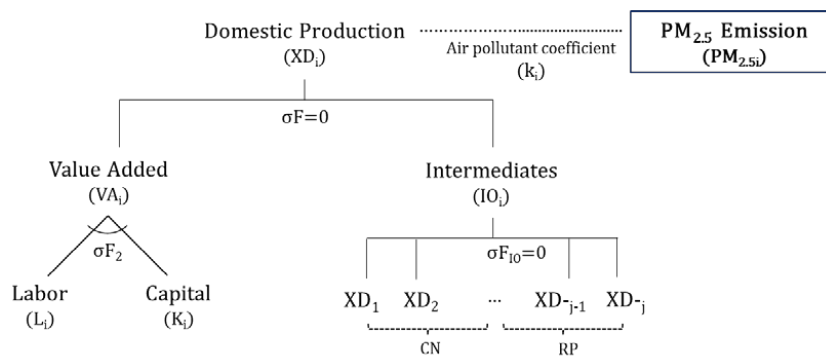 Domestic Production
(XDᵢ)
Air pollutant coefficient
(kᵢ)
PM₂.₅ Emission
(PM₂.₅ᵢ)
σF=0
Value Added
(VAᵢ)
Intermediates
(IOᵢ)
σF₂
σF_IO=0
Labor
(Lᵢ)
Capital
(Kᵢ)
XD₁ XD₂ ... XD-ⱼ₋₁ XD-ⱼ
CN RP